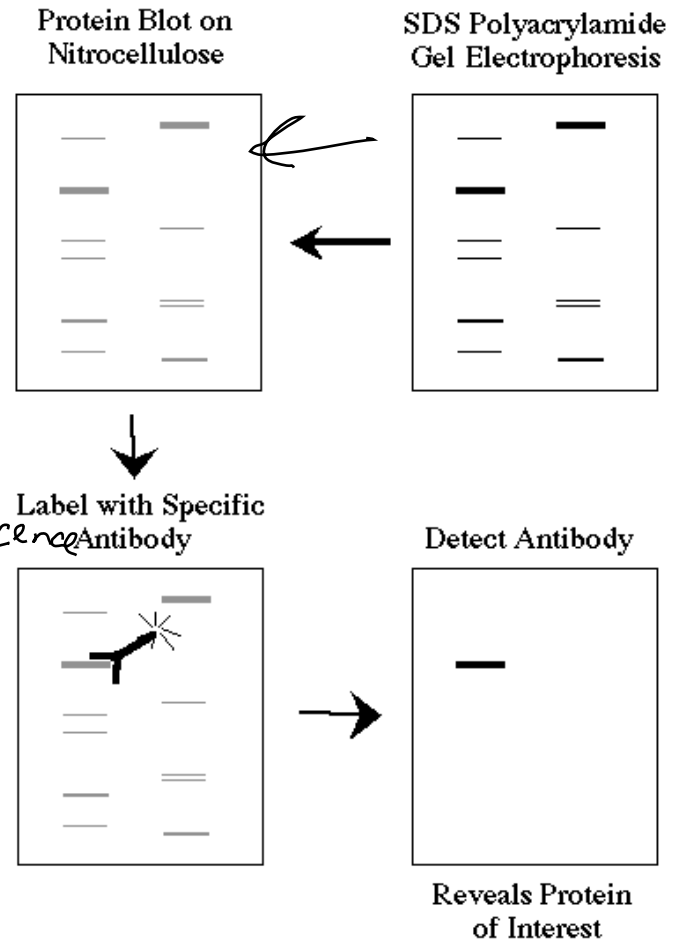 Protein Blot on
Nitrocellulose
SDS Polyacrylamide
Gel Electrophoresis
Label with Specific
Antibody
Detect Antibody
Reveals Protein
of Interest